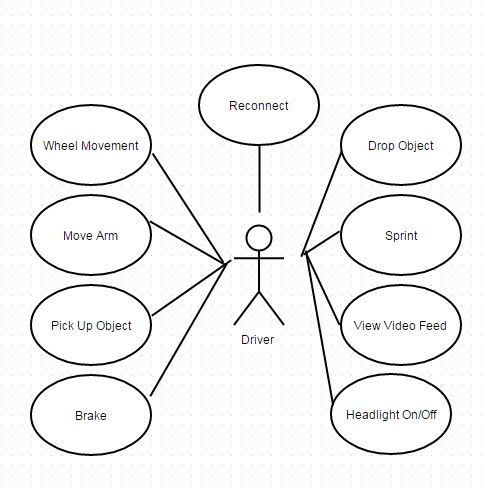 Reconnect
Wheel Movement
Drop Object
Move Arm
Sprint
Pick Up Object
View Video Feed
Driver
Brake
Headlight On/Off